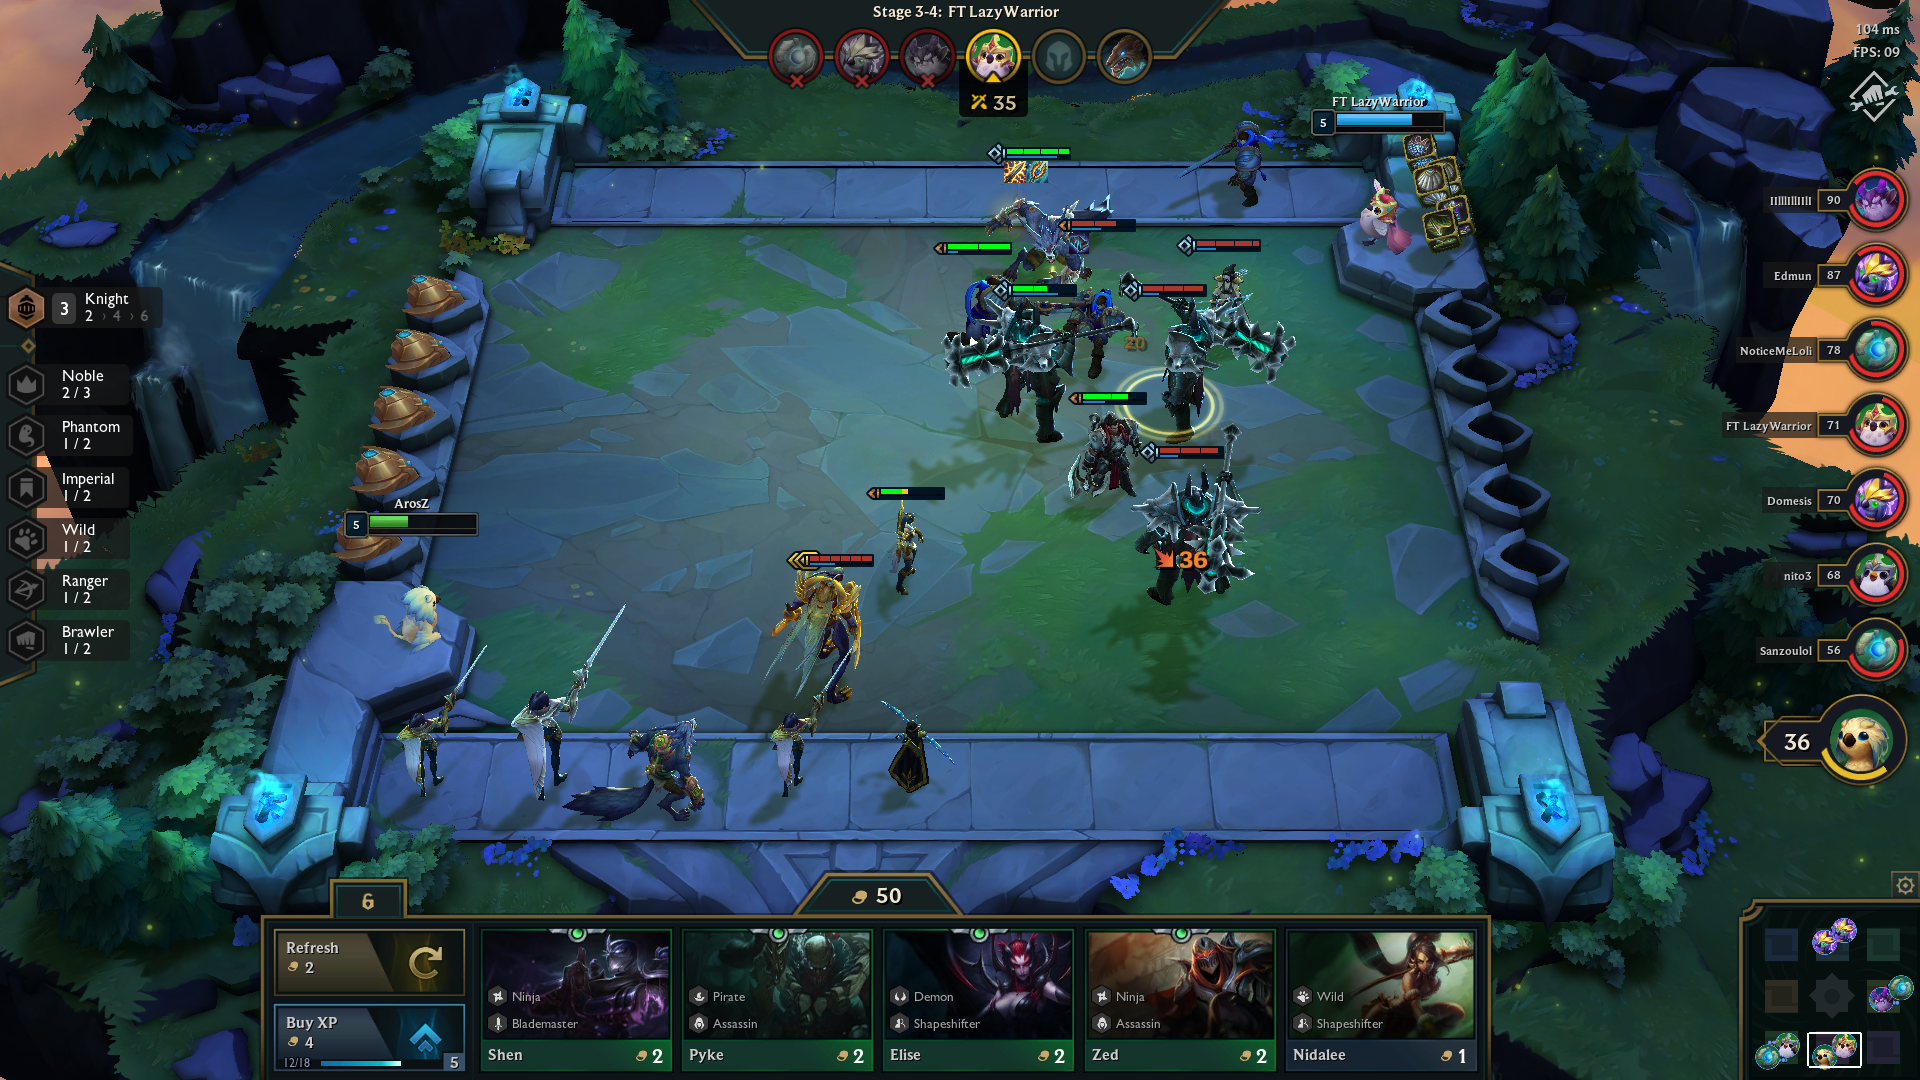 Stage 3-4: FT LazyWarrior
104 ms
FPS: 09
35
FT LazyWarrior
5
90
Edmun
87
NoticeMeLoli
78
FT LazyWarrior
71
Domesis
70
nito3
68
Sanzoulol
56
36
3
Knight
2 › 4 › 6
Noble
2 / 3
Phantom
1 / 2
Imperial
1 / 2
Wild
1 / 2
Ranger
1 / 2
Brawler
1 / 2
ArosZ
5
20
36
6
50
Refresh
2
Buy XP
4
12/18
5
Ninja
Blademaster
Shen
2
Pirate
Assassin
Pyke
2
Demon
Shapeshifter
Elise
2
Ninja
Assassin
Zed
2
Wild
Shapeshifter
Nidalee
1